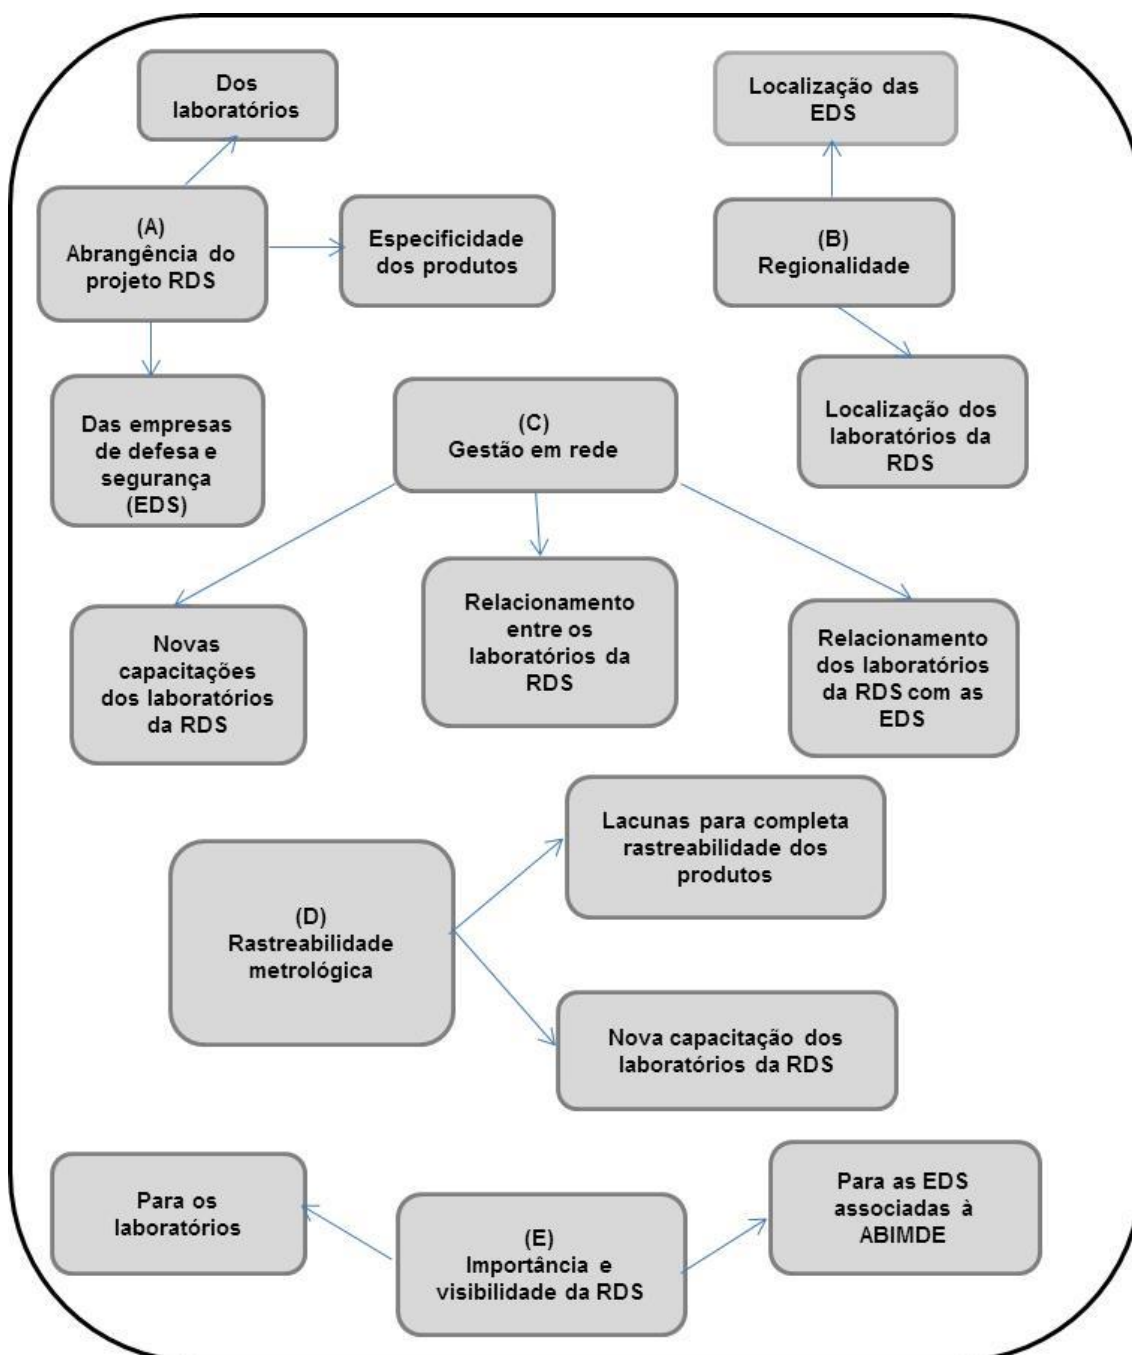 Dos
laboratórios
Localização das
EDS
(A)
Abrangência do
projeto RDS
Especificidade
dos produtos
(B)
Regionalidade
Das empresas
de defesa e
segurança
(EDS)
(C)
Gestão em rede
Localização dos
laboratórios da
RDS
Novas
capacitações
dos laboratórios
da RDS
Relacionamento
entre os
laboratórios da
RDS
Relacionamento
dos laboratórios
da RDS com as
EDS
Lacunas para completa
rastreabilidade dos
produtos
(D)
Rastreabilidade
metrológica
Nova capacitação dos
laboratórios da RDS
Para os
laboratórios
(E)
Importância e
visibilidade da RDS
Para as EDS
associadas à
ABIMDE